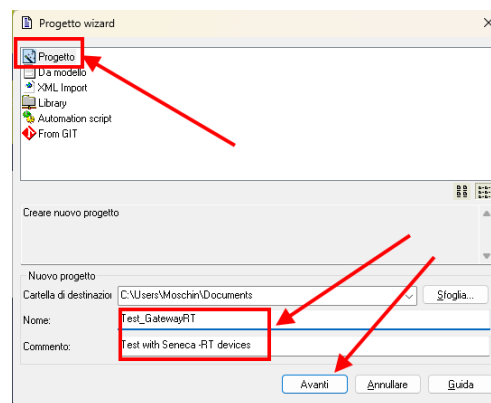 Progetto wizard
Progetto
Da modello
XML Import
Library
Automation script
From GIT
Creare nuovo progetto
Nuovo progetto
Cartella di destinazior C:\Users\Moschin\Documents Sfoglia...
Nome: Test_GatewayRT
Commento: Test with Seneca -RT devices
Avanti Annullare Guida